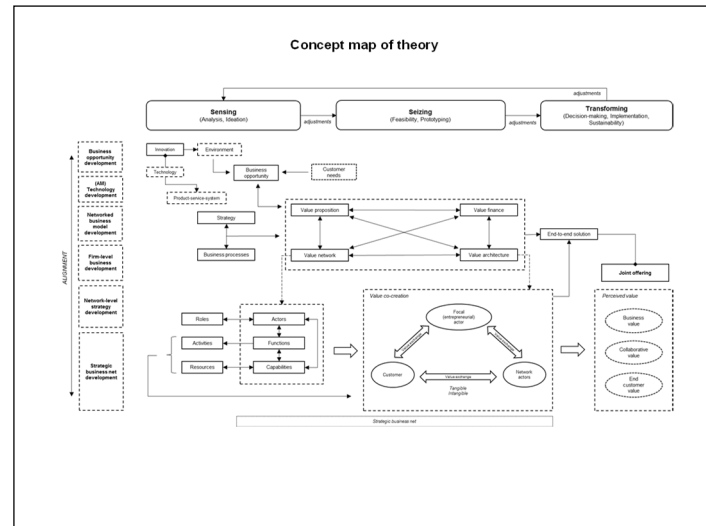 Concept map of theory
adjustments
Sensing
(Analysis, Ideation)
adjustments
Seizing
(Feasibility, Prototyping)
adjustments
Transforming
(Decision-making, Implementation,
Sustainability)
ALIGNMENT
Business
opportunity
development
(AM)
Technology
development
Networked
business
model
development
Firm-level
business
development
Network-level
strategy
development
Strategic
business net
development
Innovation
Environment
Technology
Product-service system
Business
opportunity
Customer
needs
Strategy
Business processes
Value proposition
Value finance
Value network
Value architecture
End-to-end solution
Joint offering
Roles
Activities
Resources
Actors
Functions
Capabilities
Value co-creation
Focal
(entrepreneurial)
actor
Customer
Network
actors
Value exchange
Tangible
Intangible
Perceived value
Business
value
Collaborative
value
End
customer
value
Strategic business net